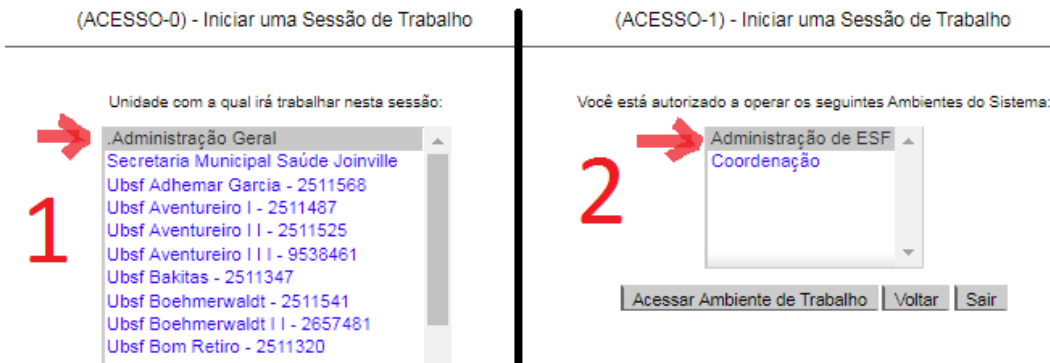 (ACESSO-0) - Iniciar uma Sessão de Trabalho
Unidade com a qual irá trabalhar nesta sessão:
.Administração Geral
Secretaria Municipal Saúde Joinville
Ubsf Adhemar Garcia - 2511568
Ubsf Aventureiro I - 2511487
Ubsf Aventureiro I I - 2511525
Ubsf Aventureiro I I I - 9538461
Ubsf Bakitas - 2511347
Ubsf Boehmerwaldt - 2511541
Ubsf Boehmerwaldt I I - 2657481
Ubsf Bom Retiro - 2511320
1
(ACESSO-1) - Iniciar uma Sessão de Trabalho
Você está autorizado a operar os seguintes Ambientes do Sistema:
Administração de ESF
Coordenação
2
Acessar Ambiente de Trabalho Voltar Sair